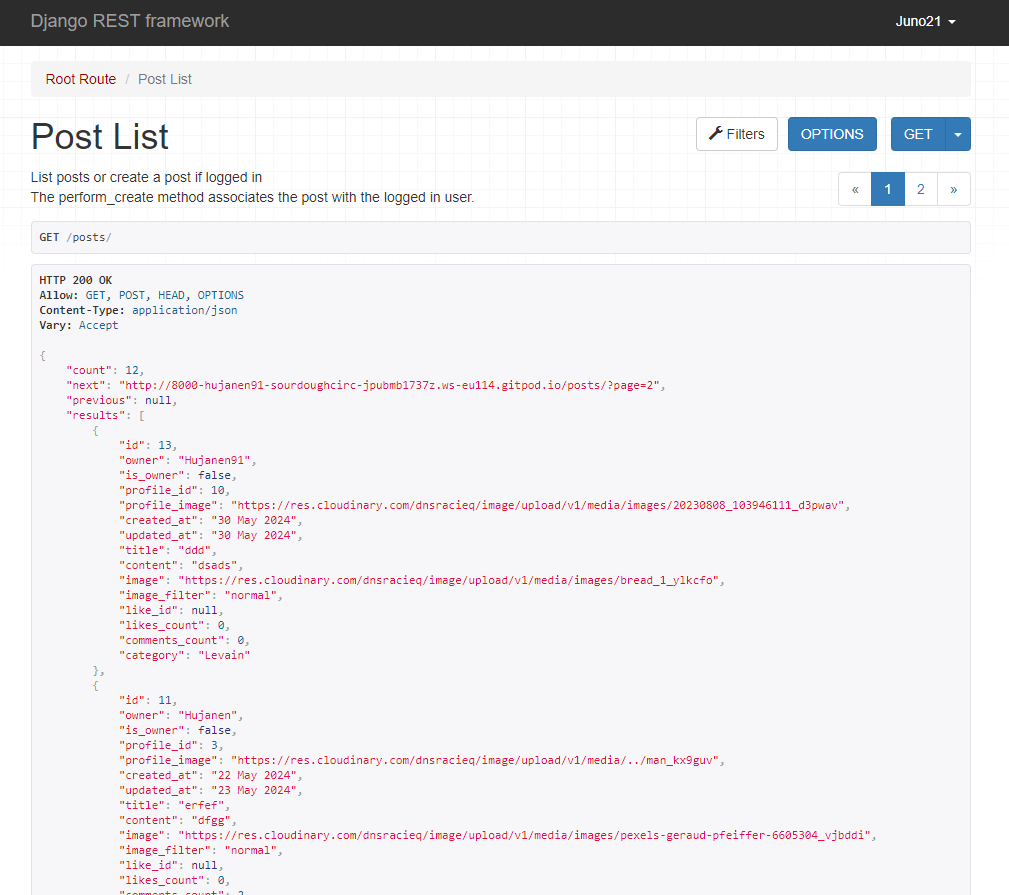 Django REST framework
Juno21
Root Route / Post List
Post List
Filters
OPTIONS
GET
List posts or create a post if logged in
The perform_create method associates the post with the logged in user.
« 1 2 »
GET /posts/
HTTP 200 OK
Allow: GET, POST, HEAD, OPTIONS
Content-Type: application/json
Vary: Accept
{
    "count": 12,
    "next": "http://8000-hujanen91-sourdoughcirc-jpubmb1737z.ws-eu114.gitpod.io/posts/?page=2",
    "previous": null,
    "results": [
        {
            "id": 13,
            "owner": "Hujanen91",
            "is_owner": false,
            "profile_id": 10,
            "profile_image": "https://res.cloudinary.com/dnsracieq/image/upload/v1/media/images/20230808_103946111_d3pwav",
            "created_at": "30 May 2024",
            "updated_at": "30 May 2024",
            "title": "ddd",
            "content": "dsads",
            "image": "https://res.cloudinary.com/dnsracieq/image/upload/v1/media/images/bread_1_ylkcfo",
            "image_filter": "normal",
            "like_id": null,
            "likes_count": 0,
            "comments_count": 0,
            "category": "Levain"
        },
        {
            "id": 11,
            "owner": "Hujanen",
            "is_owner": false,
            "profile_id": 3,
            "profile_image": "https://res.cloudinary.com/dnsracieq/image/upload/v1/media/../man_kx9guv",
            "created_at": "22 May 2024",
            "updated_at": "23 May 2024",
            "title": "erfef",
            "content": "dfgg",
            "image": "https://res.cloudinary.com/dnsracieq/image/upload/v1/media/images/pexels-geraud-pfeiffer-6605304_vjbddi",
            "image_filter": "normal",
            "like_id": null,
            "likes_count": 0,